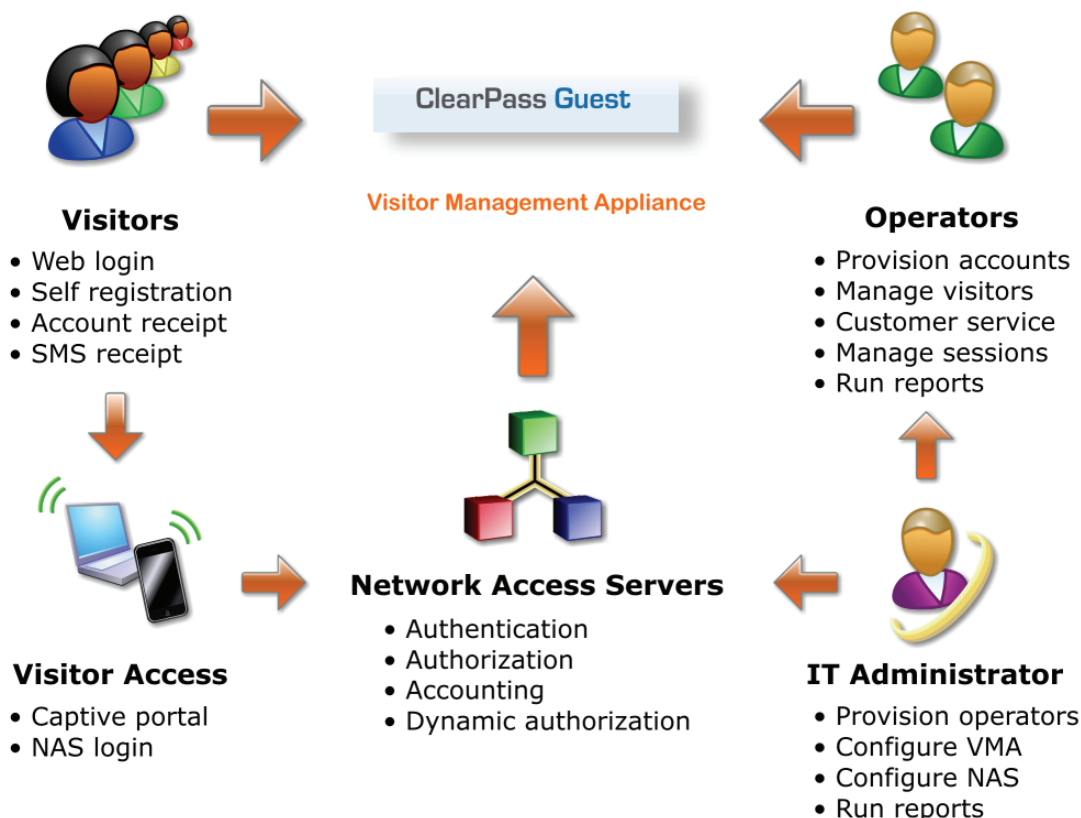 ClearPass Guest
Visitor Management Appliance
Visitors
• Web login
• Self registration
• Account receipt
• SMS receipt
Operators
• Provision accounts
• Manage visitors
• Customer service
• Manage sessions
• Run reports
Visitor Access
• Captive portal
• NAS login
Network Access Servers
• Authentication
• Authorization
• Accounting
• Dynamic authorization
IT Administrator
• Provision operators
• Configure VMA
• Configure NAS
• Run reports